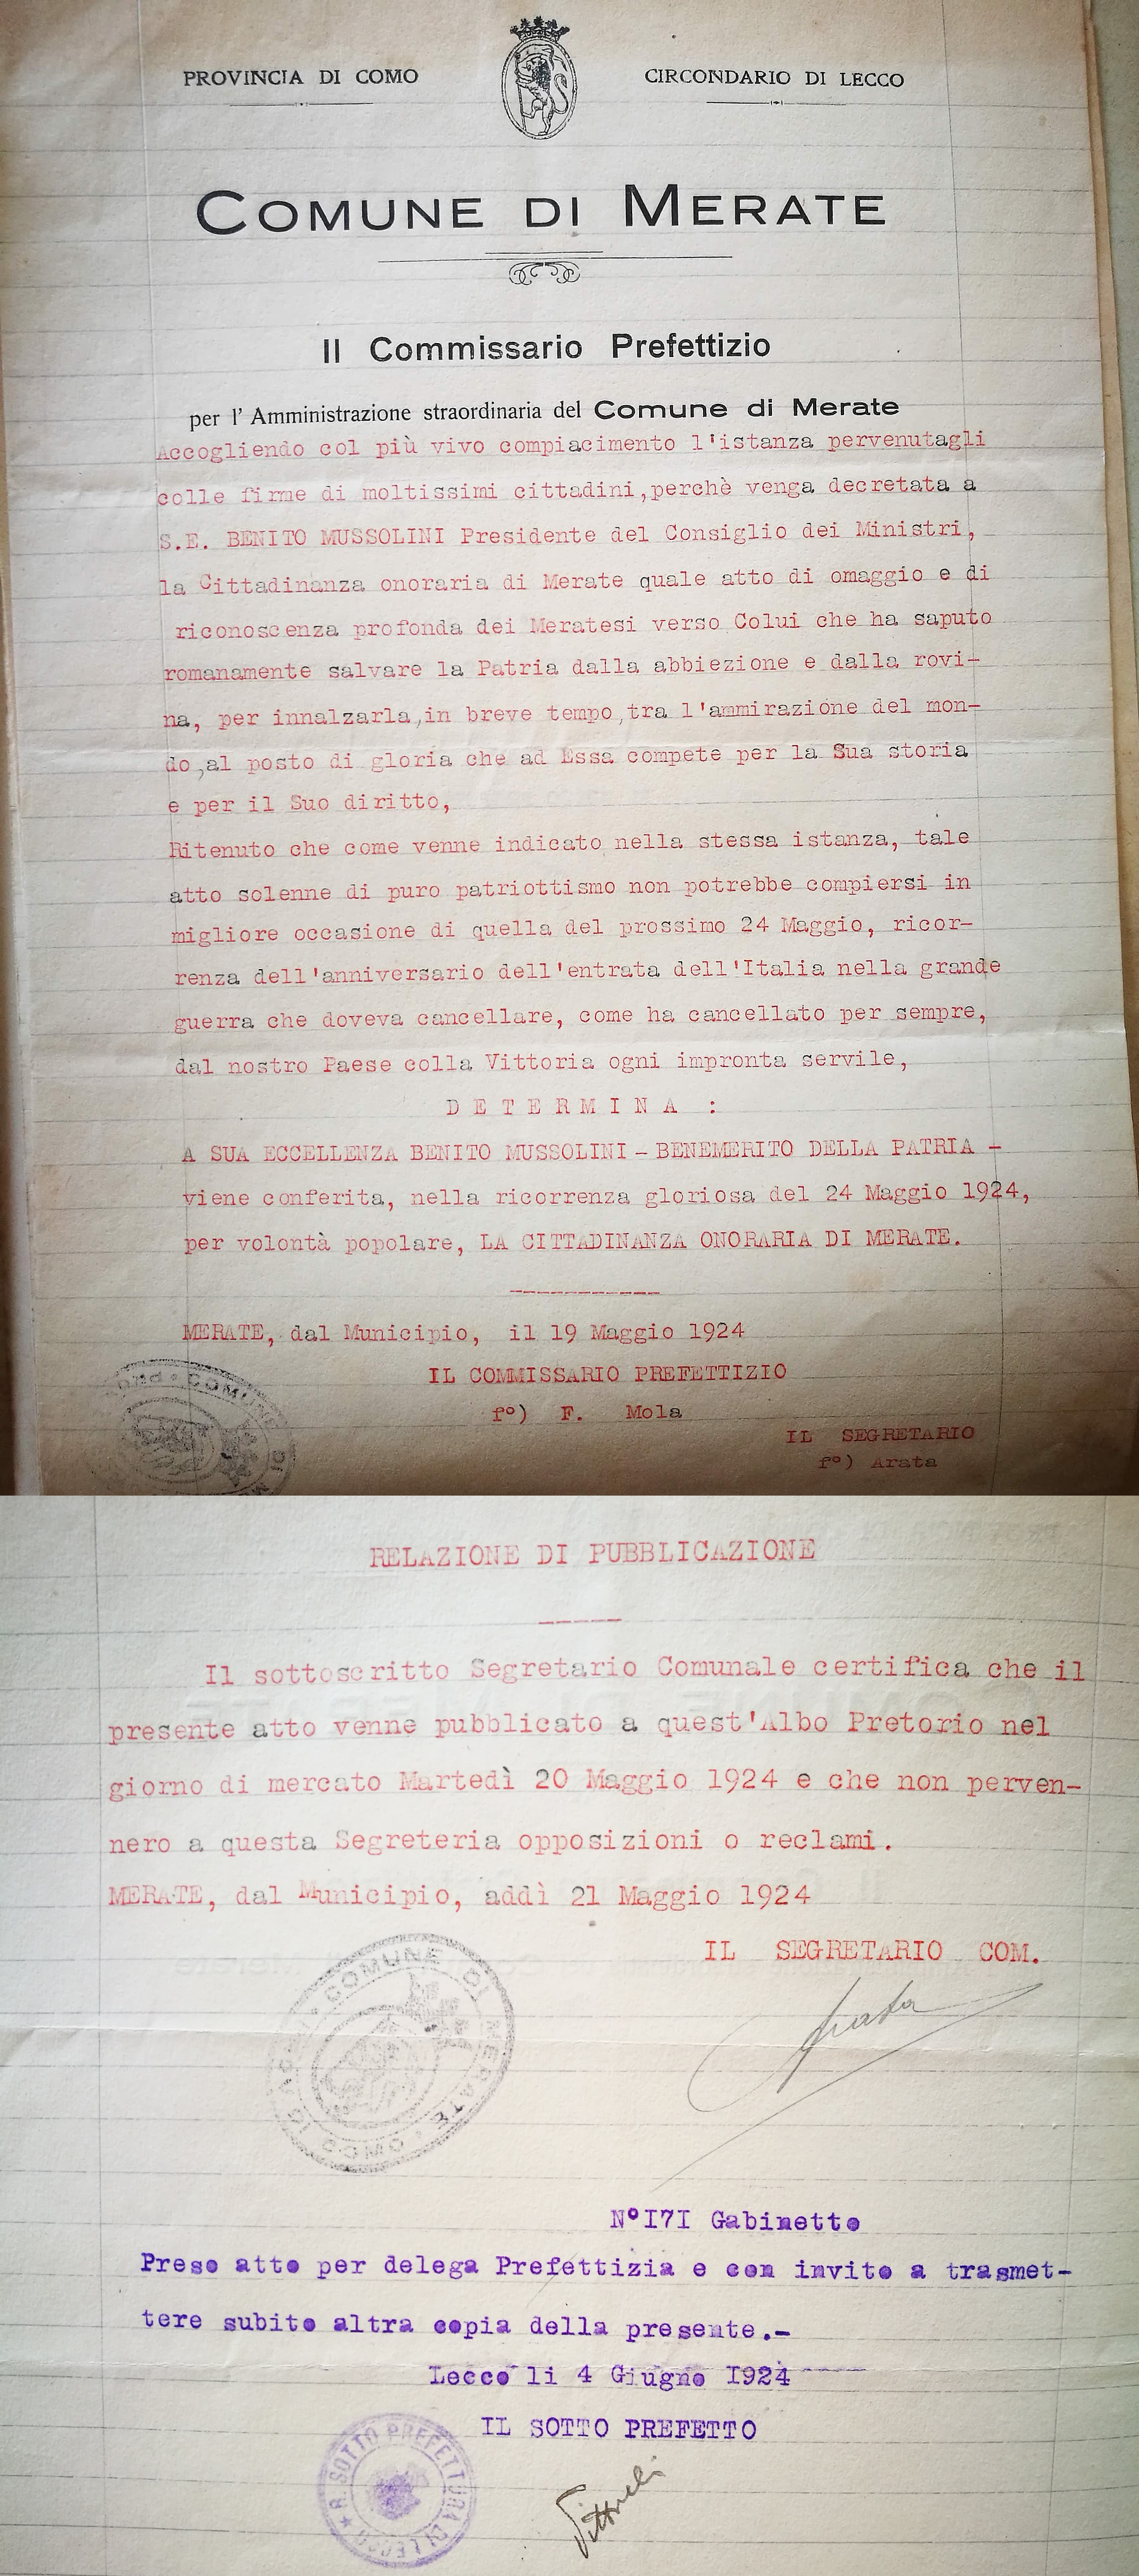 PROVINCIA DI COMO
CIRCONDARIO DI LECCO
COMUNE DI MERATE
Il Commissario Prefettizio
per l' Amministrazione straordinaria del Comune di Merate
Accogliendo col più vivo compiacimento l'istanza pervenutagli
colle firme di moltissimi cittadini,perchè venga decretata a
S.E. BENITO MUSSOLINI Presidente del Consiglio dei Ministri,
la Cittadinanza onoraria di Merate quale atto di omaggio e di
riconoscenza profonda dei Meratesi verso Colui che ha saputo
romanamente salvare la Patria dalla abbiezione e dalla rovi-
na, per innalzarla,in breve tempo,tra l'ammirazione del mon-
do,al posto di gloria che ad Essa compete per la Sua storia
e per il Suo diritto,
Ritenuto che come venne indicato nella stessa istanza, tale
atto solenne di puro patriottismo non potrebbe compiersi in
migliore occasione di quella del prossimo 24 Maggio, ricor-
renza dell'anniversario dell'entrata dell'Italia nella grande
guerra che doveva cancellare, come ha cancellato per sempre,
dal nostro Paese colla Vittoria ogni impronta servile,
D E T E R M I N A :
A SUA ECCELLENZA BENITO MUSSOLINI - BENEMERITO DELLA PATRIA -
viene conferita, nella ricorrenza gloriosa del 24 Maggio 1924,
per volontà popolare, LA CITTADINANZA ONORARIA DI MERATE.
MERATE, dal Municipio, il 19 Maggio 1924
IL COMMISSARIO PREFETTIZIO
f°) F. Mola
IL SEGRETARIO
f°) Arata
COMUNE DI
RELAZIONE DI PUBBLICAZIONE
Il sottoscritto Segretario Comunale certifica che il
presente atto venne pubblicato a quest'Albo Pretorio nel
giorno di mercato Martedì 20 Maggio 1924 e che non perven-
nero a questa Segreteria opposizioni o reclami.
MERATE, dal Municipio, addì 21 Maggio 1924
IL SEGRETARIO COM.
COMUNE DI MERATE
Arata
N°I7I Gabinetto
Preso atto per delega Prefettizia e con invito a trasmet-
tere subito altra copia della presente.-
Lecco li 4 Giugno I924
IL SOTTO PREFETTO
R. SOTTO PREFETTURA DI LECCO